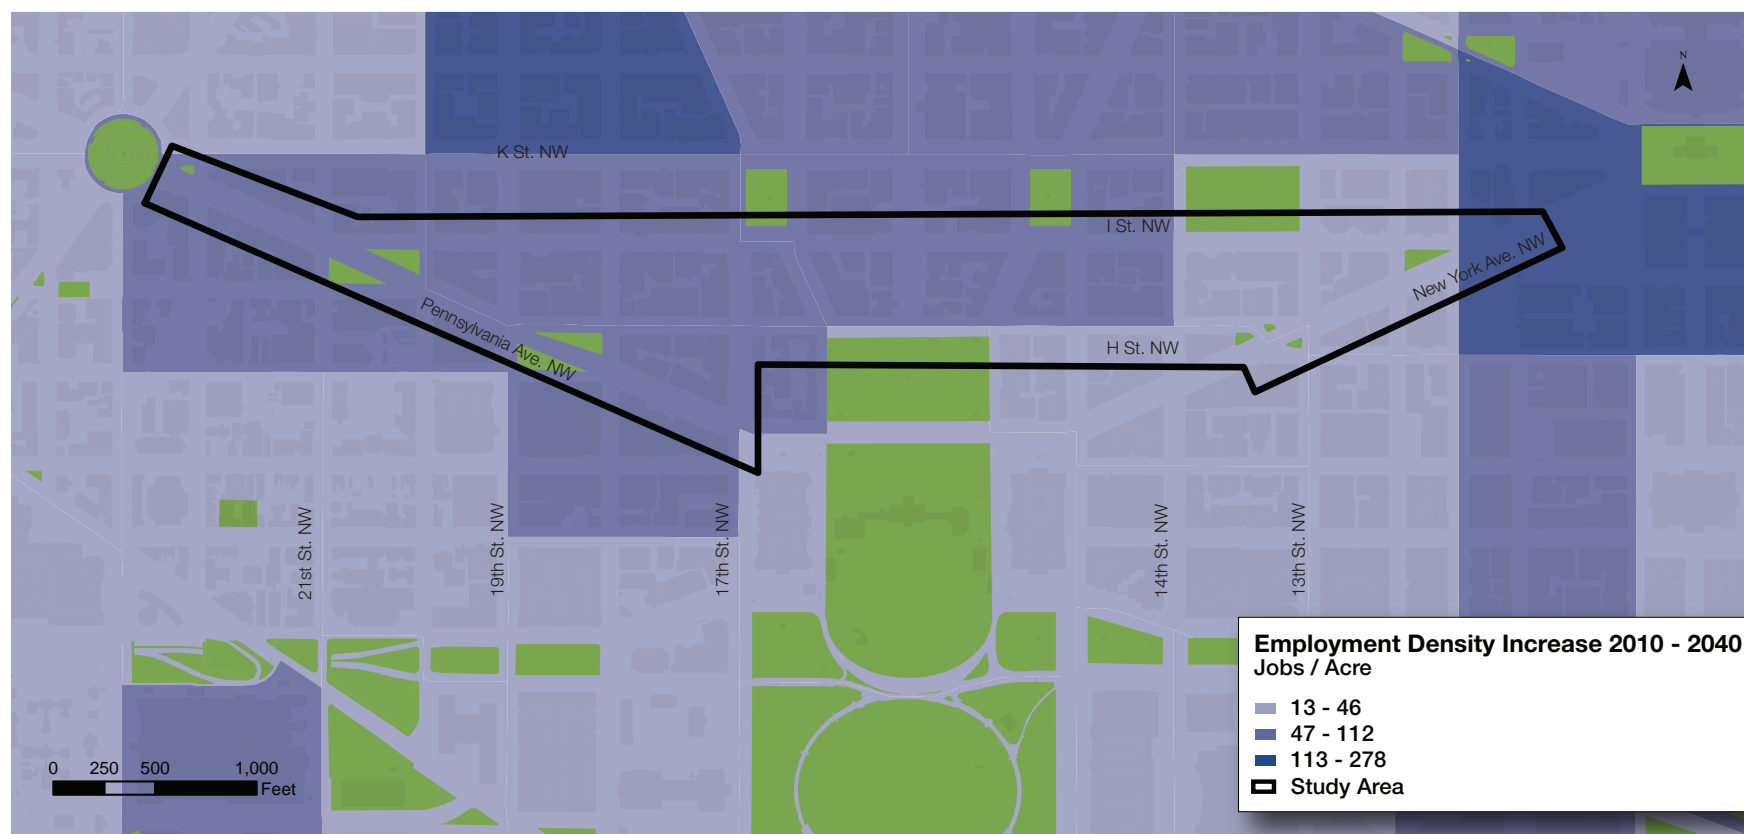 N
K St. NW
I St. NW
New York Ave. NW
Pennsylvania Ave. NW
H St. NW
21st St. NW
19th St. NW
17th St. NW
14th St. NW
13th St. NW
Employment Density Increase 2010 - 2040
Jobs / Acre
13 - 46
47 - 112
113 - 278
Study Area
0 250 500 1,000
Feet